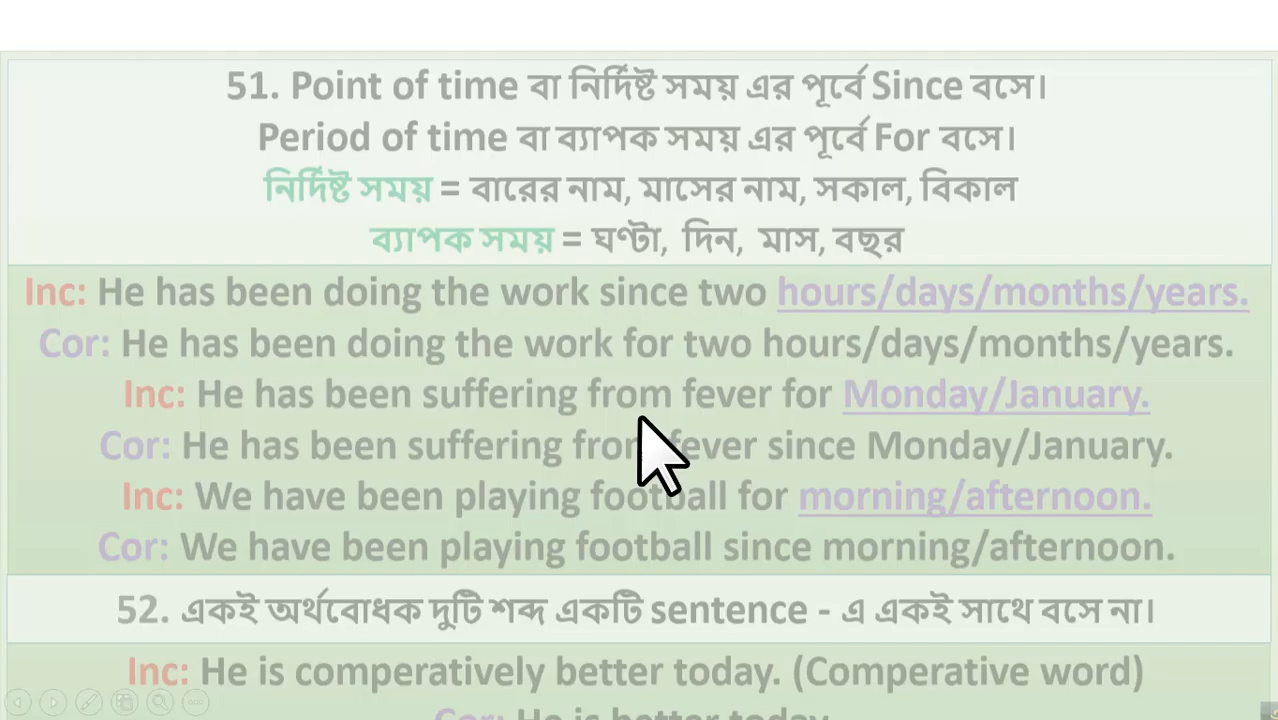 51. Point of time বা নির্দিষ্ট সময় এর পূর্বে Since বসে।
Period of time বা ব্যাপক সময় এর পূর্বে For বসে।
নির্দিষ্ট সময় = বারের নাম, মাসের নাম, সকাল, বিকাল
ব্যাপক সময় = ঘণ্টা, দিন, মাস, বছর
Inc: He has been doing the work since two hours/days/months/years.
Cor: He has been doing the work for two hours/days/months/years.
Inc: He has been suffering from fever for Monday/January.
Cor: He has been suffering from fever since Monday/January.
Inc: We have been playing football for morning/afternoon.
Cor: We have been playing football since morning/afternoon.
52. একই অর্থবোধক দুটি শব্দ একটি sentence - এ একই সাথে বসে না।
Inc: He is comperatively better today. (Comperative word)
Cor: He is better today.